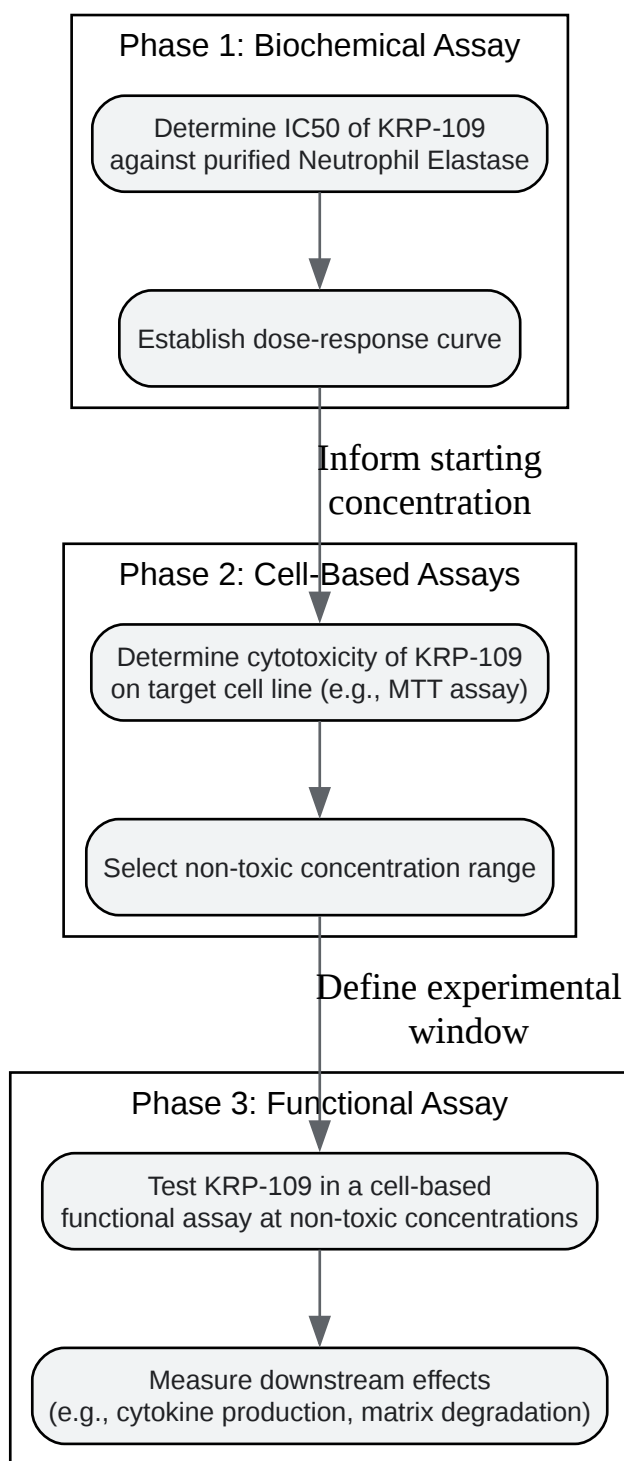 Phase 1: Biochemical Assay
Determine IC50 of KRP-109
against purified Neutrophil Elastase
Establish dose-response curve
Inform starting
concentration
Phase 2: Cell-Based Assays
Determine cytotoxicity of KRP-109
on target cell line (e.g., MTT assay)
Select non-toxic concentration range
Define experimental
window
Phase 3: Functional Assay
Test KRP-109 in a cell-based
functional assay at non-toxic concentrations
Measure downstream effects
(e.g., cytokine production, matrix degradation)